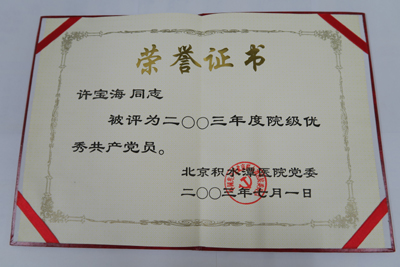 荣誉证书
许宝海 同志
被评为二〇〇三年度院级优
秀共产党员。
北京积水潭医院党委
二〇〇三年七月一日